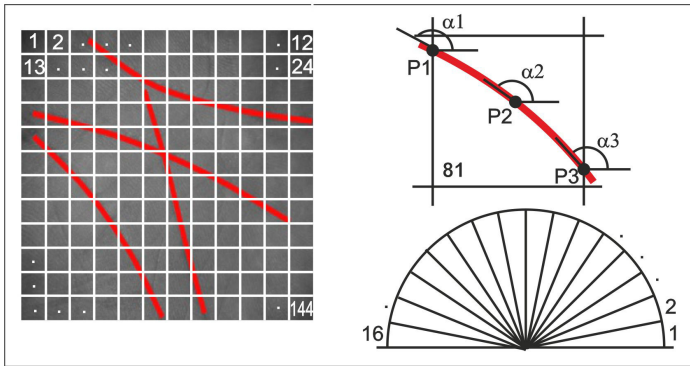 1 2 . . . . 12
13 . . . . 24
.
.
. . 144
α1
P1
α2
P2
α3
P3
81
.
.
.
.
2
16 1